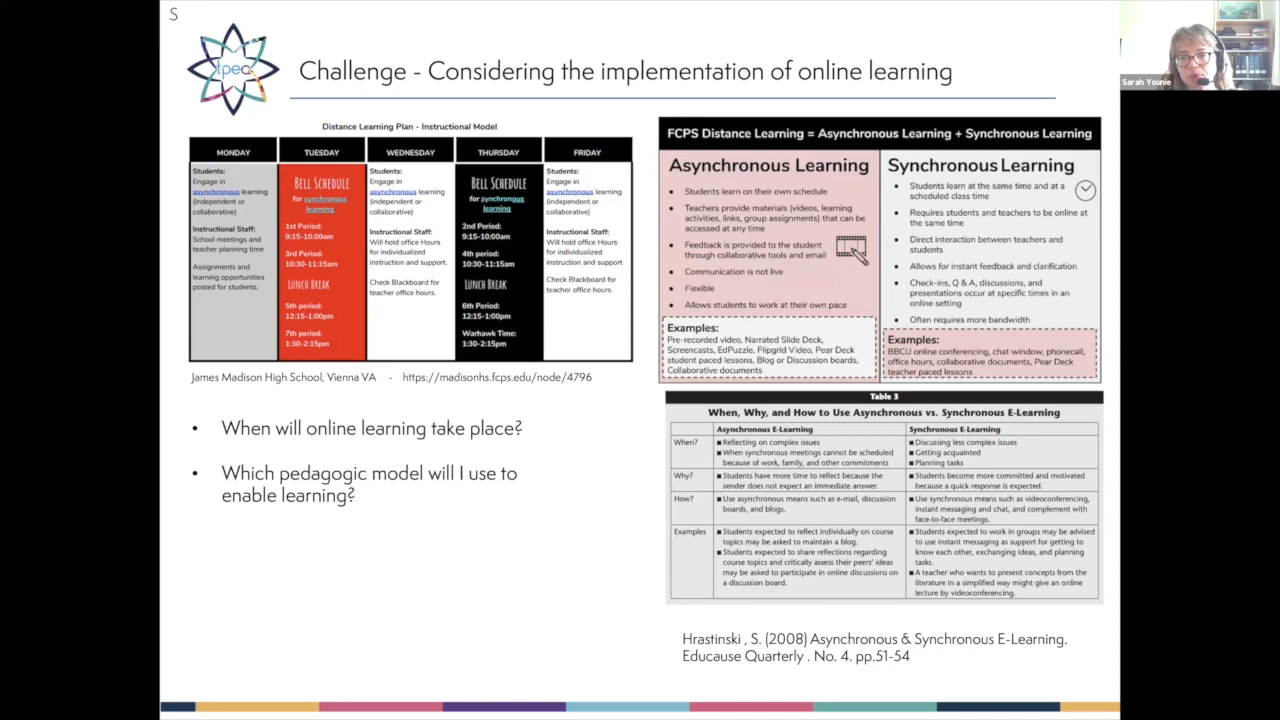 S
tpea
Challenge - Considering the implementation of online learning
Sarah Younie
Distance Learning Plan - Instructional Model
MONDAY
Students:
Engage in
asynchronous learning
(independent or
collaborative)
Instructional Staff:
School meetings and
teacher planning time
Assignments and
learning opportunities
posted for students.
TUESDAY
BELL SCHEDULE
for synchronous
learning
1st Period:
9:15-10:00am
3rd Period:
10:30-11:15am
LUNCH BREAK
5th period:
12:15-1:00pm
7th period:
1:30-2:15pm
WEDNESDAY
Students:
Engage in
asynchronous learning
(independent or
collaborative)
Instructional Staff:
Will hold office Hours
for individualized
instruction and support.
Check Blackboard for
teacher office hours.
THURSDAY
BELL SCHEDULE
for synchronous
learning
2nd Period:
9:15-10:00am
4th period:
10:30-11:15am
LUNCH BREAK
6th Period:
12:15-1:00pm
Warhawk Time:
1:30-2:15pm
FRIDAY
Students:
Engage in
asynchronous learning
(independent or
collaborative)
Instructional Staff:
Will hold office Hours
for individualized
instruction and support
Check Blackboard for
teacher office hours.
James Madison High School, Vienna VA - https://madisonhs.fcps.edu/node/4796
• When will online learning take place?
• Which pedagogic model will I use to
enable learning?
FCPS Distance Learning = Asynchronous Learning + Synchronous Learning
Asynchronous Learning
• Students learn on their own schedule
• Teachers provide materials (videos, learning
activities, links, group assignments) that can be
accessed at any time
• Feedback is provided to the student
through collaborative tools and email
• Communication is not live
• Flexible
• Allows students to work at their own pace
Examples:
Pre-recorded video, Narrated Slide Deck,
Screencasts, EdPuzzle, Flipgrid Video, Pear Deck
student paced lessons, Blog or Discussion boards,
Collaborative documents
Synchronous Learning
• Students learn at the same time and at a
scheduled class time
• Requires students and teachers to be online at
the same time
• Direct interaction between teachers and
students
• Allows for instant feedback and clarification
• Check-ins, Q & A, discussions, and
presentations occur at specific times in an
online setting
• Often requires more bandwidth
Examples:
BBCU online conferencing, chat window, phonecall,
office hours, collaborative documents, Pear Deck
teacher paced lessons
Table 3
When, Why, and How to Use Asynchronous vs. Synchronous E-Learning
Asynchronous E-Learning
Synchronous E-Learning
When?
■ Reflecting on complex issues
■ When synchronous meetings cannot be scheduled
because of work, family, and other commitments
■ Discussing less complex issues
■ Getting acquainted
■ Planning tasks
Why?
■ Students have more time to reflect because the
sender does not expect an immediate answer.
■ Students become more committed and motivated
because a quick response is expected.
How?
■ Use asynchronous means such as e-mail, discussion
boards, and blogs.
■ Use synchronous means such as videoconferencing,
instant messaging and chat, and complement with
face-to-face meetings.
Examples
■ Students expected to reflect individually on course
topics may be asked to maintain a blog.
■ Students expected to share reflections regarding
course topics and critically assess their peers' ideas
may be asked to participate in online discussions on
a discussion board.
■ Students expected to work in groups may be advised
to use instant messaging as support for getting to
know each other, exchanging ideas, and planning
tasks.
■ A teacher who wants to present concepts from the
literature in a simplified way might give an online
lecture by videoconferencing.
Hrastinski , S. (2008) Asynchronous & Synchronous E-Learning.
Educause Quarterly . No. 4. pp.51-54